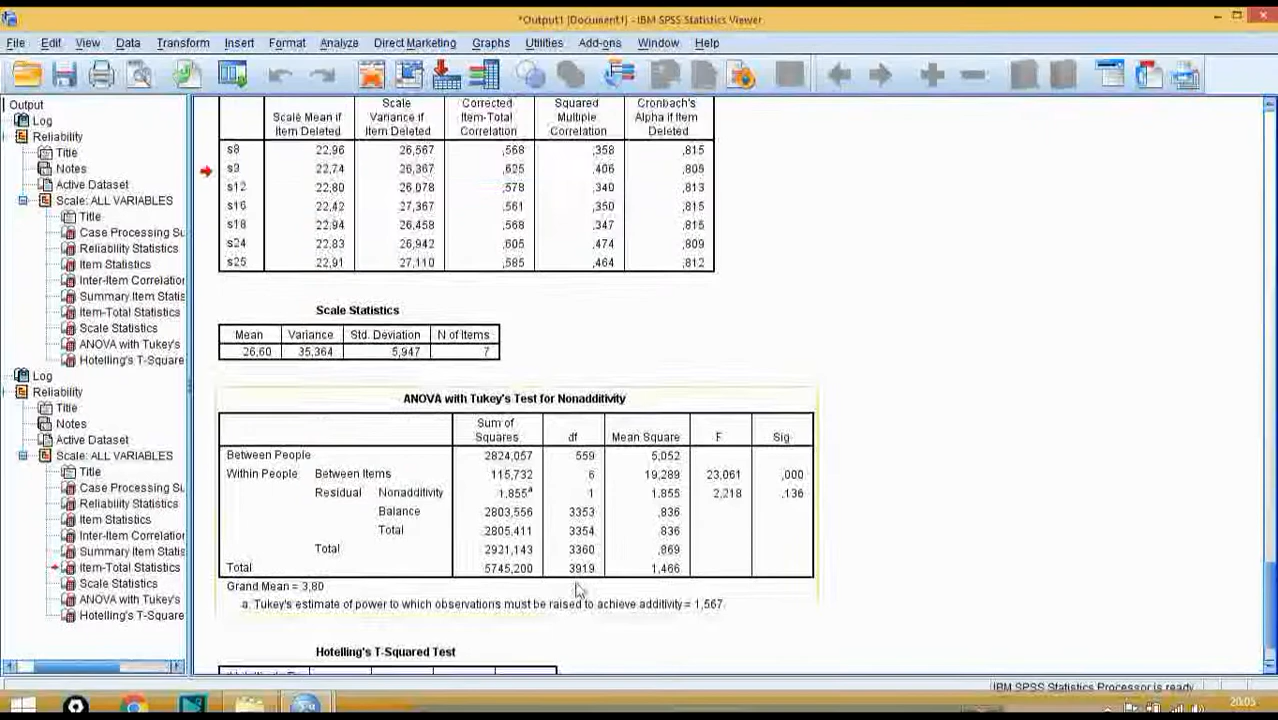 *Output1 [Document1] - IBM SPSS Statistics Viewer
File Edit View Data Transform Insert Format Analyze Direct Marketing Graphs Utilities Add-ons Window Help
Output
Log
Reliability
Title
Notes
Active Dataset
Scale: ALL VARIABLES
Title
Case Processing Su
Reliability Statistics
Item Statistics
Inter-Item Correlation
Summary Item Statis
Item-Total Statistics
Scale Statistics
ANOVA with Tukey's
Hotelling's T-Square
Log
Reliability
Title
Notes
Active Dataset
Scale: ALL VARIABLES
Title
Case Processing Su
Reliability Statistics
Item Statistics
Inter-Item Correlation
Summary Item Statis
Item-Total Statistics
Scale Statistics
ANOVA with Tukey's
Hotelling's T-Square
Scale Mean if Item Deleted Scale Variance if Item Deleted Corrected Item-Total Correlation Squared Multiple Correlation Cronbach's Alpha if Item Deleted
s8 22,96 26,567 ,568 ,358 ,815
22,74 26,367 ,625 ,406
s12 22,80 26,078 ,578 ,340 ,813
s16 22,42 27,367 ,561 ,350 ,815
s18 22,94 26,458 ,568 ,347 ,815
s24 22,83 26,942 ,605 ,474 ,809
s25 22,91 27,110 ,585 ,464 ,812
Scale Statistics
Mean Variance Std. Deviation N of Items
26,60 35,364 5,947 7
ANOVA with Tukey's Test for Nonadditivity
Sum of Squares df Mean Square F Sig
Between People 2824,057 559 5,052
Within People Between Items 115,732 6 19,289 23,061 ,000
Residual Nonadditivity 1,855a 1 1,855 2,218 ,136
Balance 2803,556 3353 ,836
Total 2805,411 3354 ,836
Total 2921,143 3360 ,869
Total 5745,200 3919 1,466
Grand Mean = 3,80
a. Tukey's estimate of power to which observations must be raised to achieve additivity = 1,567.
Hotelling's T-Squared Test
IBM SPSS Statistics Processor is ready
20:05